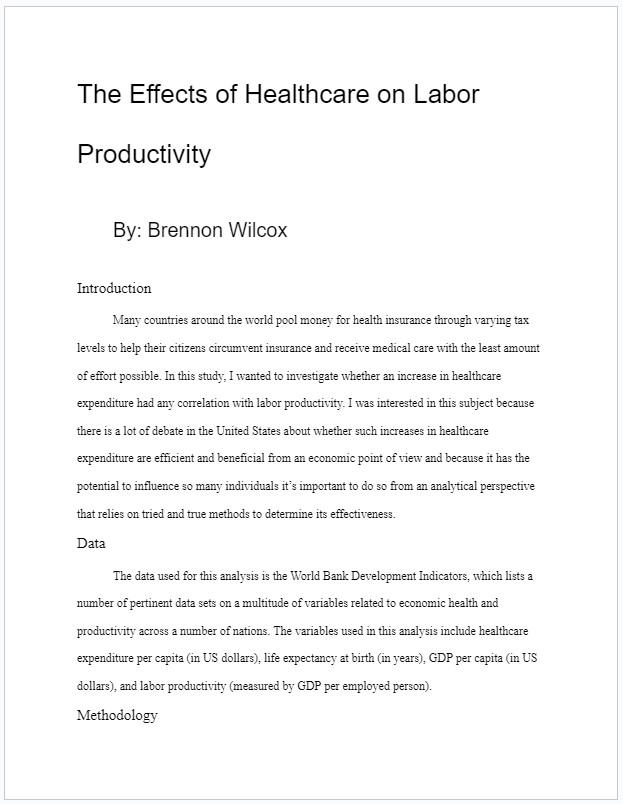 The Effects of Healthcare on Labor
Productivity
By: Brennon Wilcox
Introduction
Many countries around the world pool money for health insurance through varying tax
levels to help their citizens circumvent insurance and receive medical care with the least amount
of effort possible. In this study, I wanted to investigate whether an increase in healthcare
expenditure had any correlation with labor productivity. I was interested in this subject because
there is a lot of debate in the United States about whether such increases in healthcare
expenditure are efficient and beneficial from an economic point of view and because it has the
potential to influence so many individuals it’s important to do so from an analytical perspective
that relies on tried and true methods to determine its effectiveness.
Data
The data used for this analysis is the World Bank Development Indicators, which lists a
number of pertinent data sets on a multitude of variables related to economic health and
productivity across a number of nations. The variables used in this analysis include healthcare
expenditure per capita (in US dollars), life expectancy at birth (in years), GDP per capita (in US
dollars), and labor productivity (measured by GDP per employed person).
Methodology